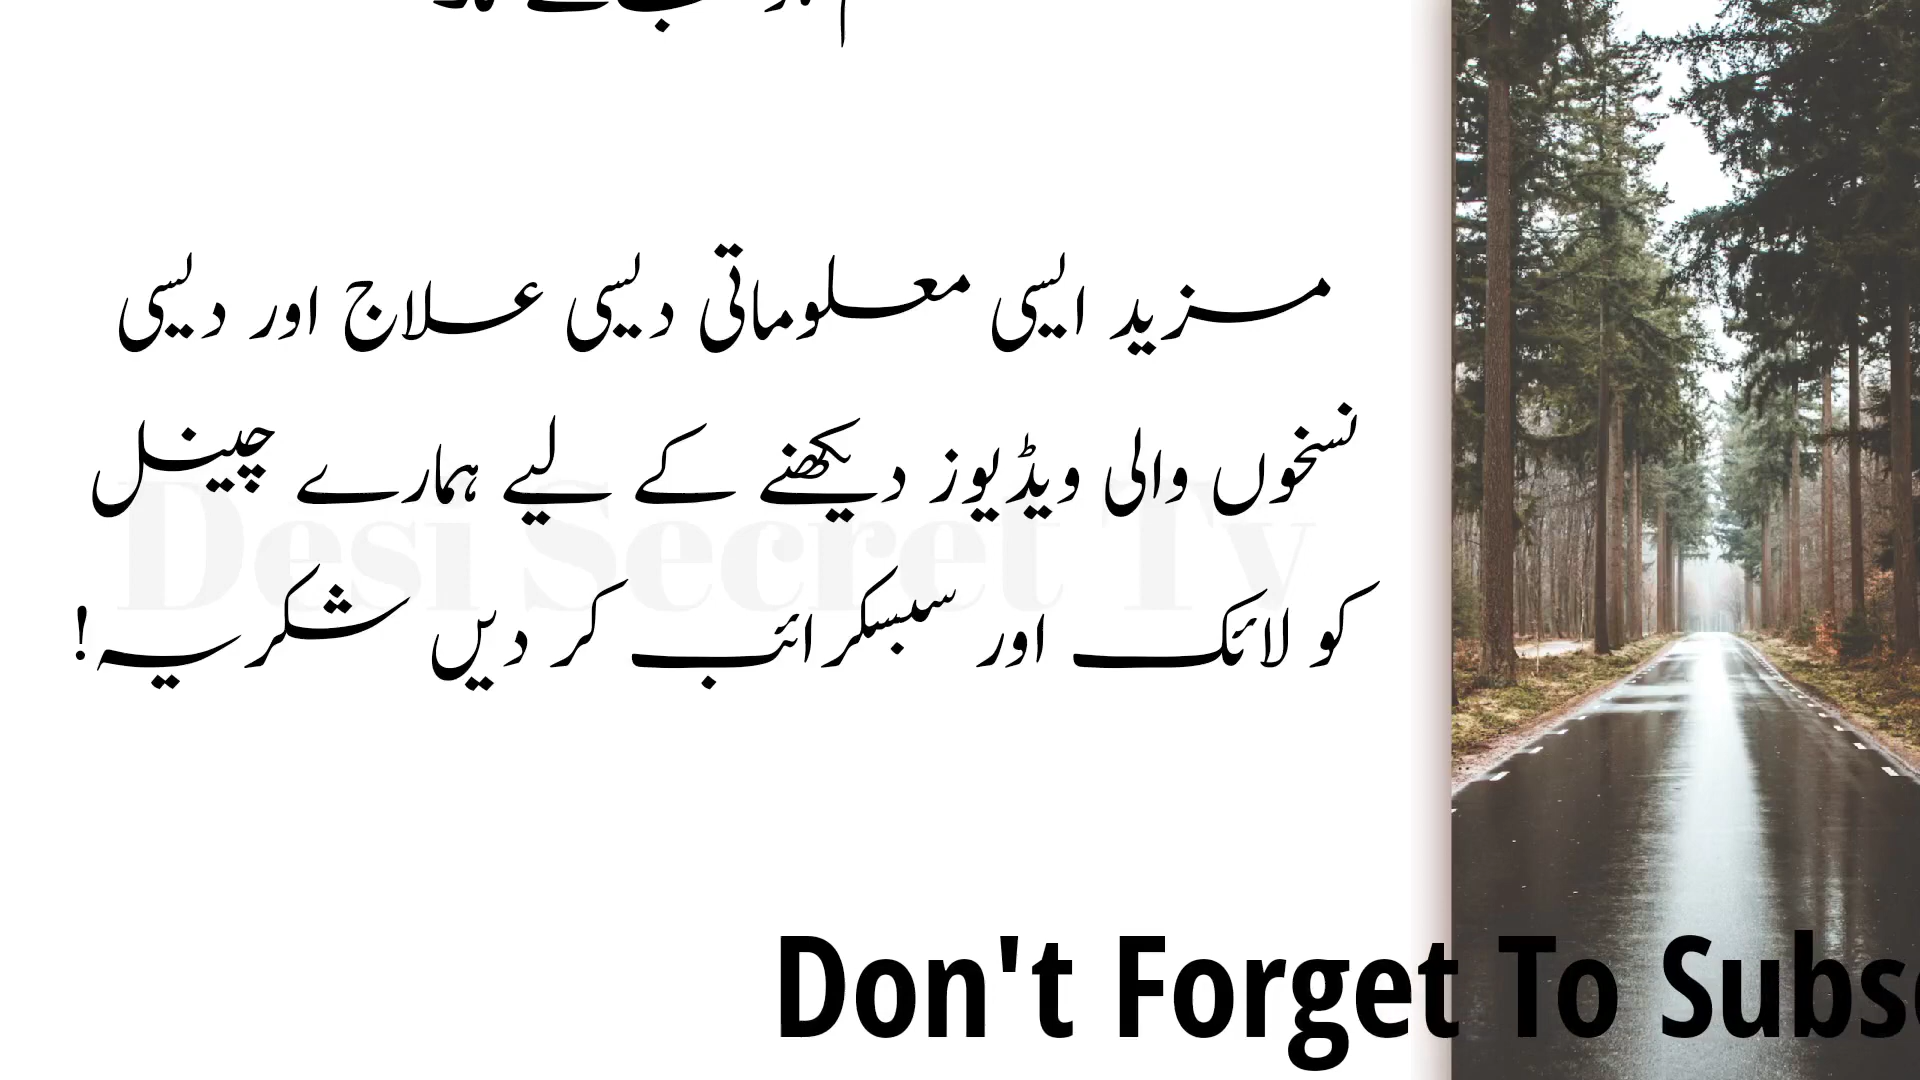 مزید ایسی معلوماتی دیسی علاج اور دیسی
نسخوں والی ویڈیوز دیکھنے کے لیے ہمارے چینل
Desi Secret Tv
کو لائک اور سبسکرائب کر دیں شکریہ!
Don't Forget To Subsc